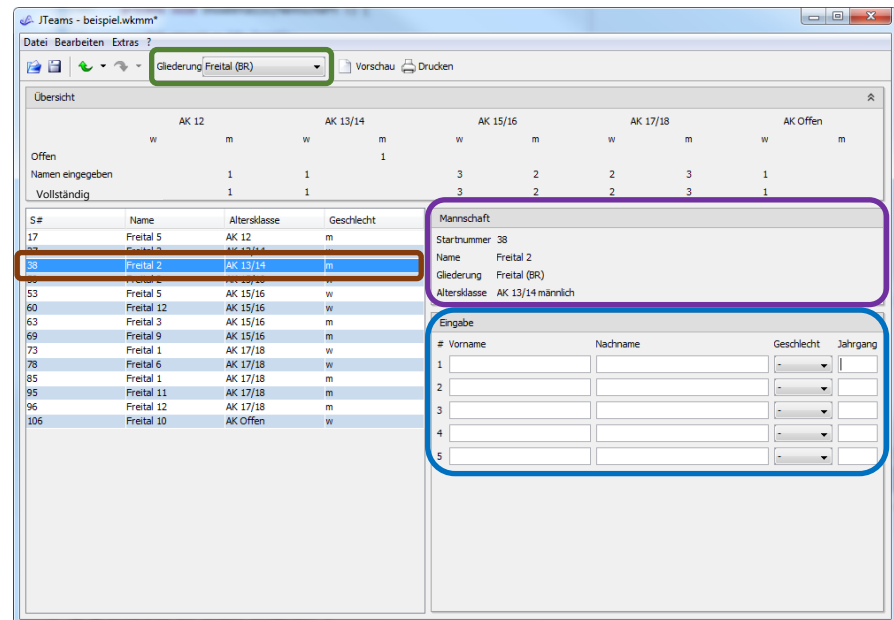 JTeams - beispiel.wkmm*
Datei Bearbeiten Extras ?
Gliederung Freital (BR) Vorschau Drucken
Übersicht
AK 12 AK 13/14 AK 15/16 AK 17/18 AK Offen
w m w m w m w m w m
Offen 1
Namen eingegeben 1 1 3 2 2 3 1
Vollständig 1 1 3 2 2 3 1
S# Name Altersklasse Geschlecht
17 Freital 5 AK 12 m
38 Freital 2 AK 13/14 m
53 Freital 5 AK 15/16 w
60 Freital 12 AK 15/16 w
63 Freital 3 AK 15/16 m
69 Freital 9 AK 15/16 m
73 Freital 1 AK 17/18 w
78 Freital 6 AK 17/18 w
85 Freital 1 AK 17/18 m
95 Freital 11 AK 17/18 m
96 Freital 12 AK 17/18 m
106 Freital 10 AK Offen w
Mannschaft
Startnummer 38
Name Freital 2
Gliederung Freital (BR)
Altersklasse AK 13/14 männlich
Eingabe
# Vorname Nachname Geschlecht Jahrgang
1 -
2 -
3 -
4 -
5 -